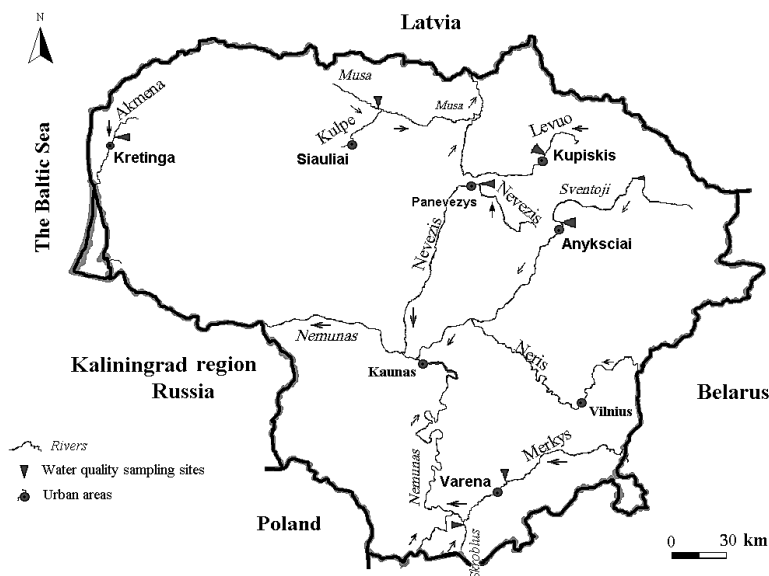 N
Latvia
Musa
Musa
Akmena
Kulpe
Levuo
Kretinga
Siauliai
Kupiskis
The Baltic Sea
Panevezys
Nevezis
Sventoji
Nevezis
Anyksciai
Nemunas
Kaunas
Neris
Kaliningrad region
Russia
Belarus
Vilnius
Rivers
Water quality sampling sites
Urban areas
Merkys
Varena
Nemunas
Poland
Skroblus
0 30 km